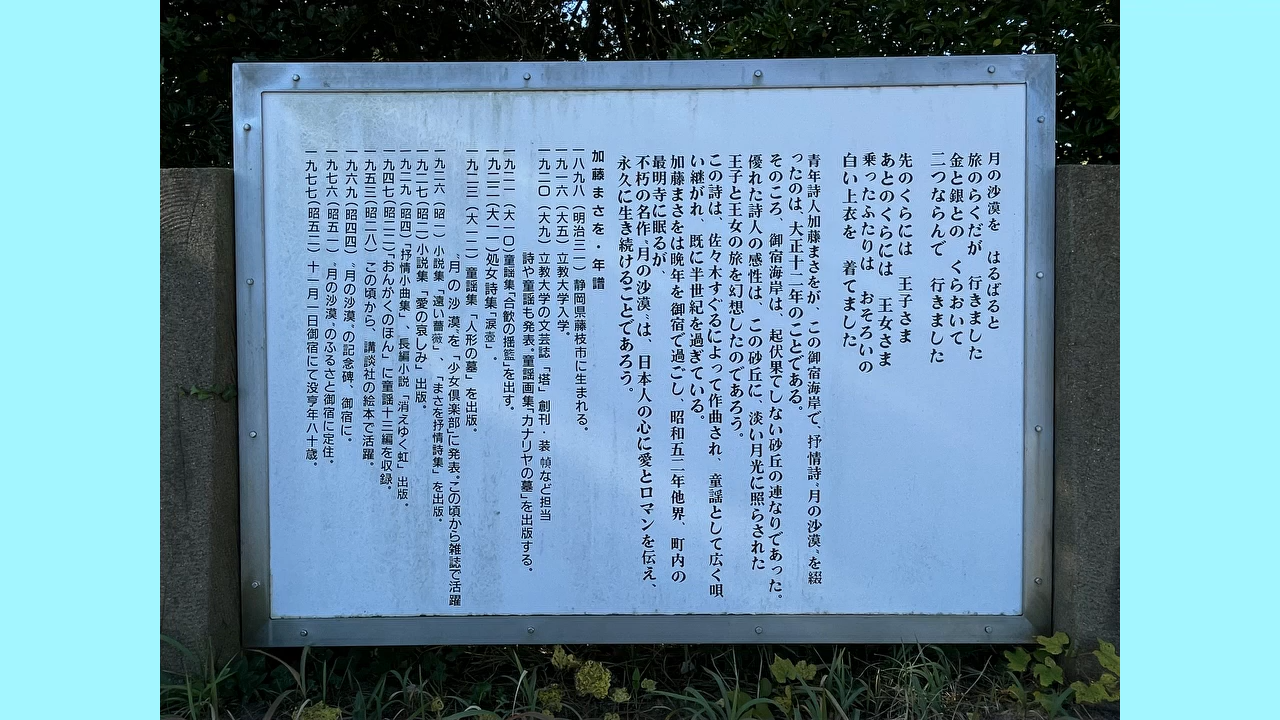 月の沙漠を　はるばると
旅のらくだが　行きました
金と銀との　くらおいて
二つならんで　行きました
先のくらには　王子さま
あとのくらには　王女さま
乗ったふたりは　おそろいの
白い上衣を　着てました
青年詩人加藤まさをが、この御宿海岸で、抒情詩〝月の沙漠〟を綴
ったのは、大正十二年のことである。
そのころ、御宿海岸は、起伏果てしない砂丘の連なりであった。
優れた詩人の感性は、この砂丘に、淡い月光に照らされた
王子と王女の旅を幻想したのであろう。
この詩は、佐々木すぐるによって作曲され、童謡として広く唄
い継がれ、既に半世紀を過ぎている。
加藤まさをは晩年を御宿で過ごし、昭和五二年他界、町内の
最明寺に眠るが、
不朽の名作〝月の沙漠〟は、日本人の心に愛とロマンを伝え、
永久に生き続けることであろう。
加藤まさを・年譜
一八九八（明治三一）静岡県藤枝市に生まれる。
一九一六（大五）立教大学入学。
一九二〇（大九）立教大学の文芸誌「塔」創刊・装幀など担当
詩や童謡も発表。童謡画集「カナリヤの墓」を出版する。
一九二一（大一〇）童謡集「合歓の揺籃」を出す。
一九二二（大一一）処女詩集「涙壺」。
一九二三（大一二）童謡集「人形の墓」を出版。
〝月の沙漠〟を「少女倶楽部」に発表。この頃から雑誌で活躍
一九二六（昭一）小説集「遠い薔薇」、「まさを抒情詩集」を出版。
一九二七（昭二）小説集「愛の哀しみ」出版。
一九二九（昭四）「抒情小曲集」、長編小説「消えゆく虹」出版。
一九四七（昭二二）「おんがくのほん」に童謡十三編を収録。
一九五三（昭二八）この頃から、講談社の絵本で活躍。
一九六九（昭四四）〝月の沙漠〟の記念碑、御宿に。
一九七六（昭五一）〝月の沙漠〟のふるさと御宿に定住。
一九七七（昭五二）十一月一日御宿にて没享年八十歳。